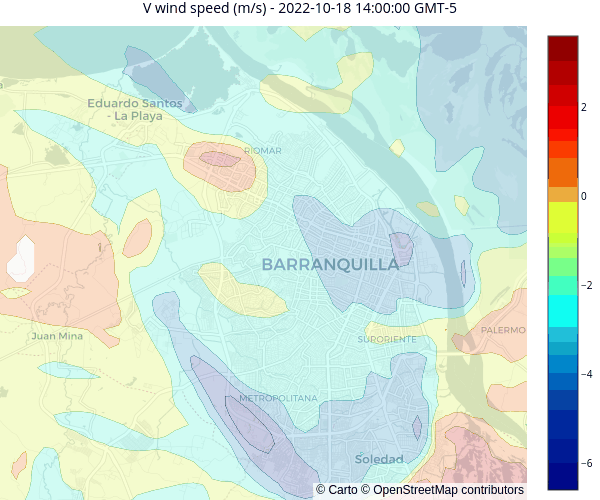 V wind speed (m/s) - 2022-10-18 14:00:00 GMT-5
Eduardo Santos
- La Playa
RIOMAR
BARRANQUILLA
Juan Mina
SURORIENTE
PALERMO
METROPOLITANA
Soledad
© Carto © OpenStreetMap contributors
2
0
−2
−4
−6